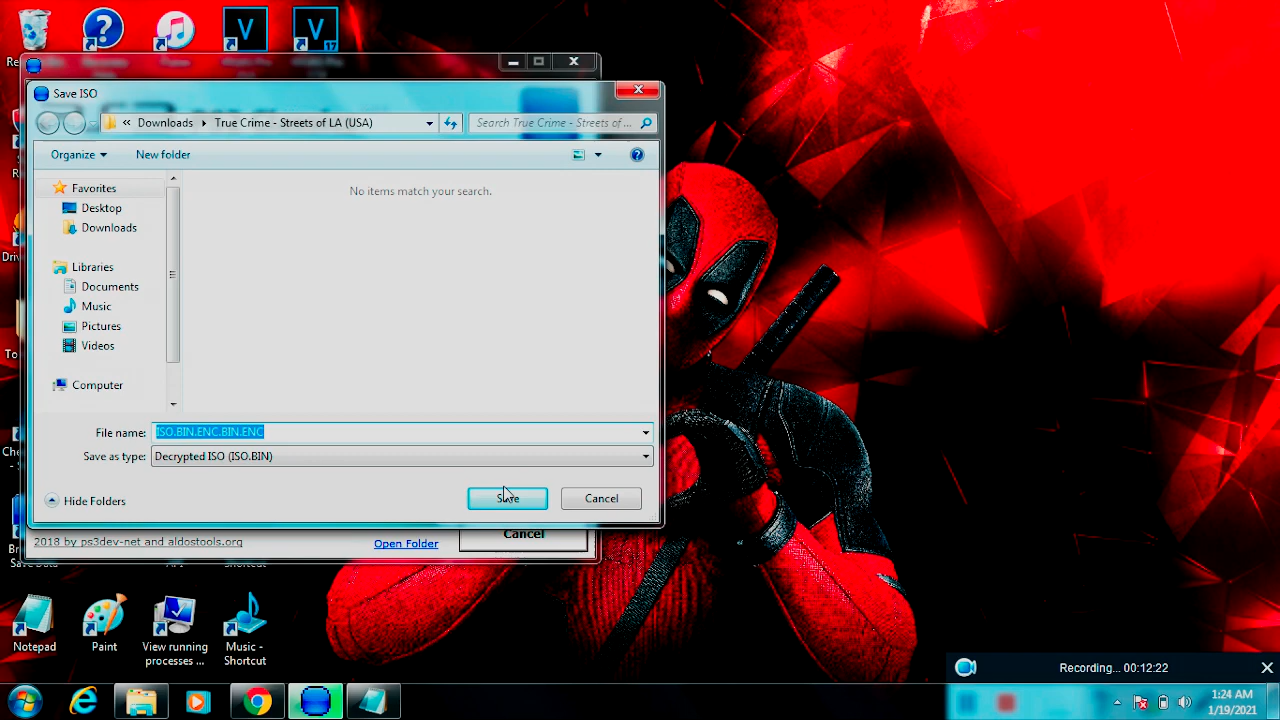 V
V
17
Save ISO
« Downloads › True Crime - Streets of LA (USA)
Search True Crime - Streets of ...
Organize
New folder
No items match your search.
Favorites
Desktop
Downloads
Libraries
Documents
Music
Pictures
Videos
Computer
File name: ISO.BIN.ENC.BIN.ENC
Save as type: Decrypted ISO (ISO.BIN)
Hide Folders
Save
Cancel
Cancel
2018 by ps3dev-net and aldostools.org
Open Folder
Shortcut
Notepad
Paint
View running
processes ...
Music -
Shortcut
Recording... 00:12:22
1:24 AM
1/19/2021